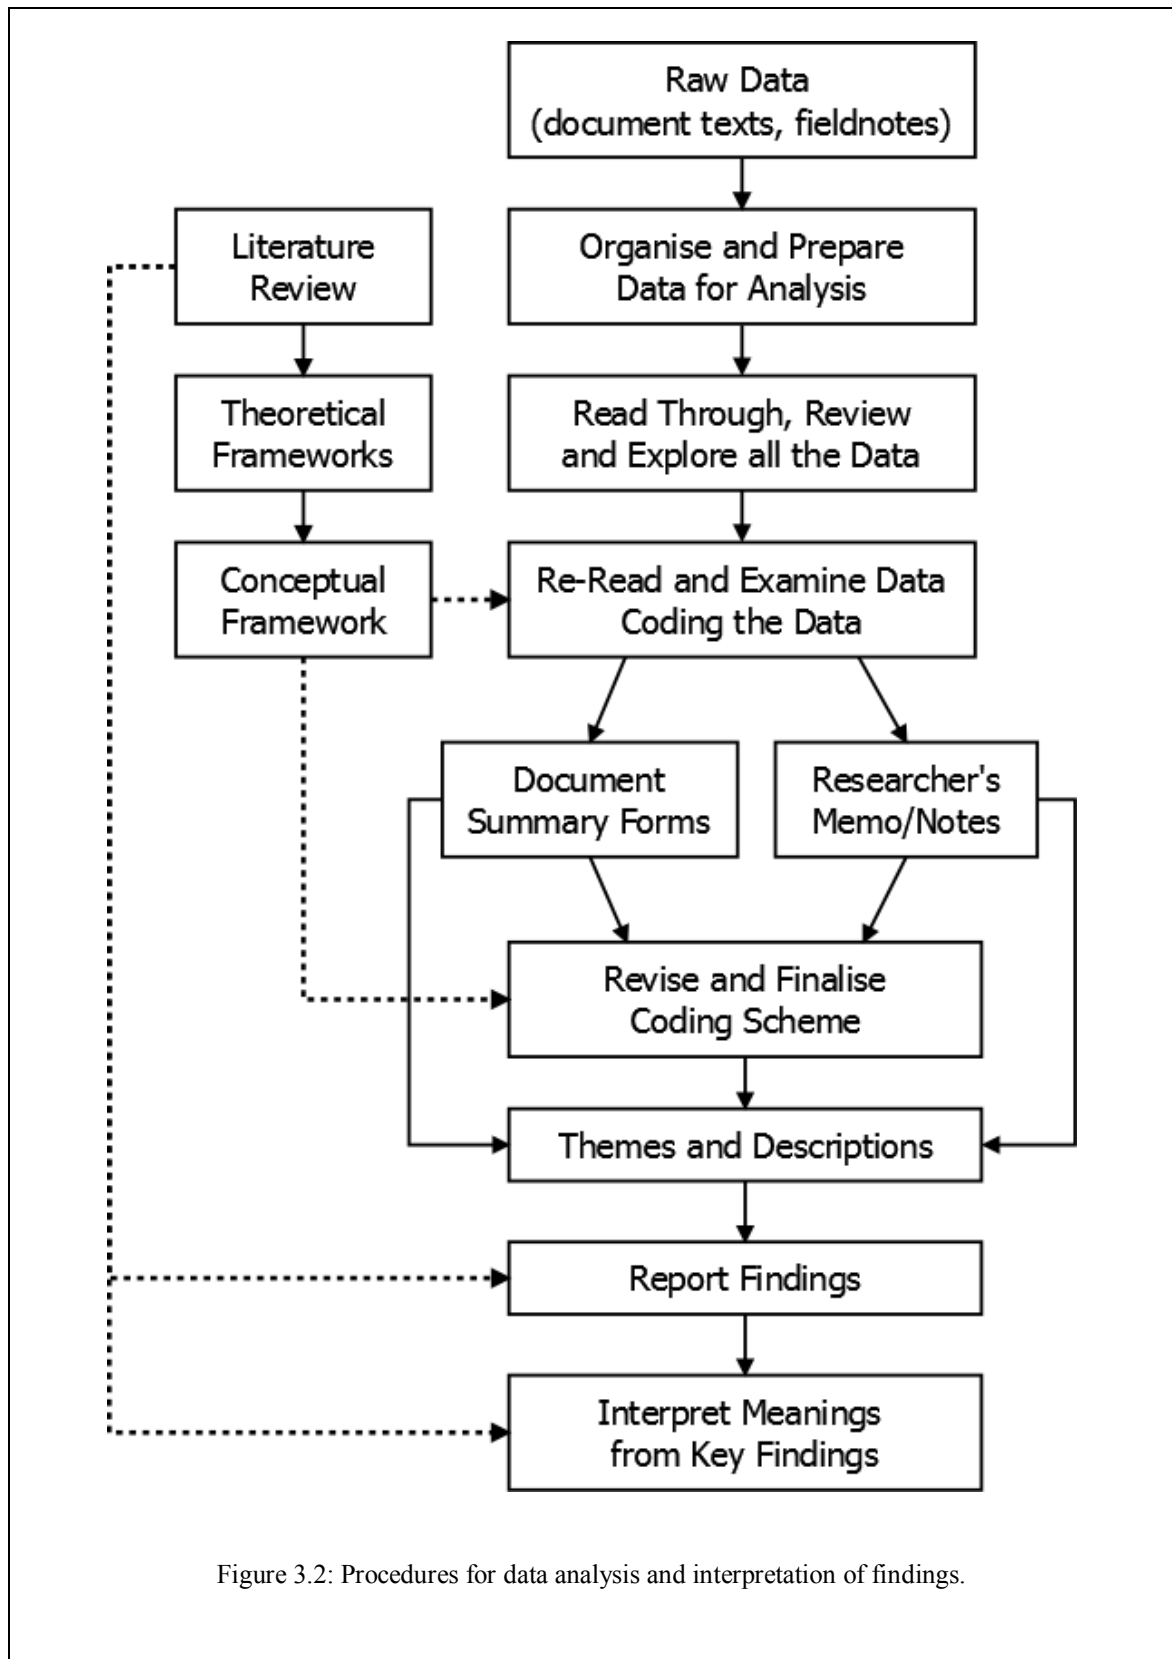 Raw Data
(document texts, fieldnotes)
Literature
Review
Organise and Prepare
Data for Analysis
Theoretical
Frameworks
Read Through, Review
and Explore all the Data
Conceptual
Framework
Re-Read and Examine Data
Coding the Data
Document
Summary Forms
Researcher's
Memo/Notes
Revise and Finalise
Coding Scheme
Themes and Descriptions
Report Findings
Interpret Meanings
from Key Findings
Figure 3.2: Procedures for data analysis and interpretation of findings.